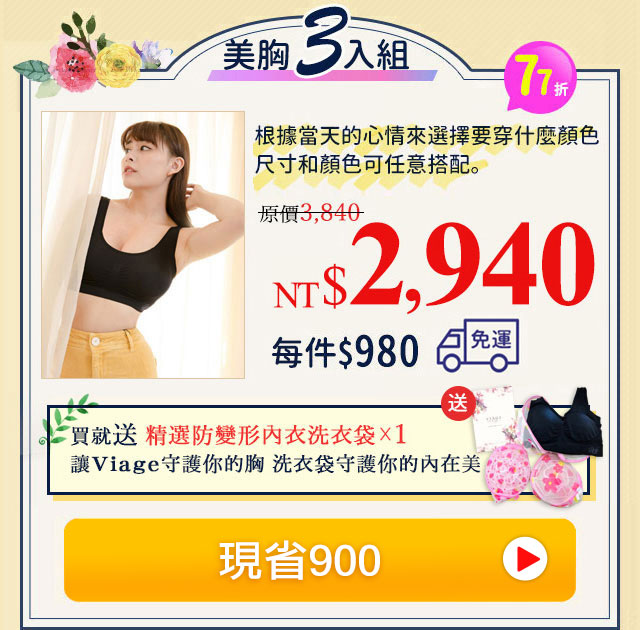 美胸3入組
77折
根據當天的心情來選擇要穿什麼顏色
尺寸和顏色可任意搭配。
原價3,840
NT$2,940
每件$980
免運
送
買就送 精選防變形內衣洗衣袋×1
讓Viage守護你的胸 洗衣袋守護你的內在美
現省900